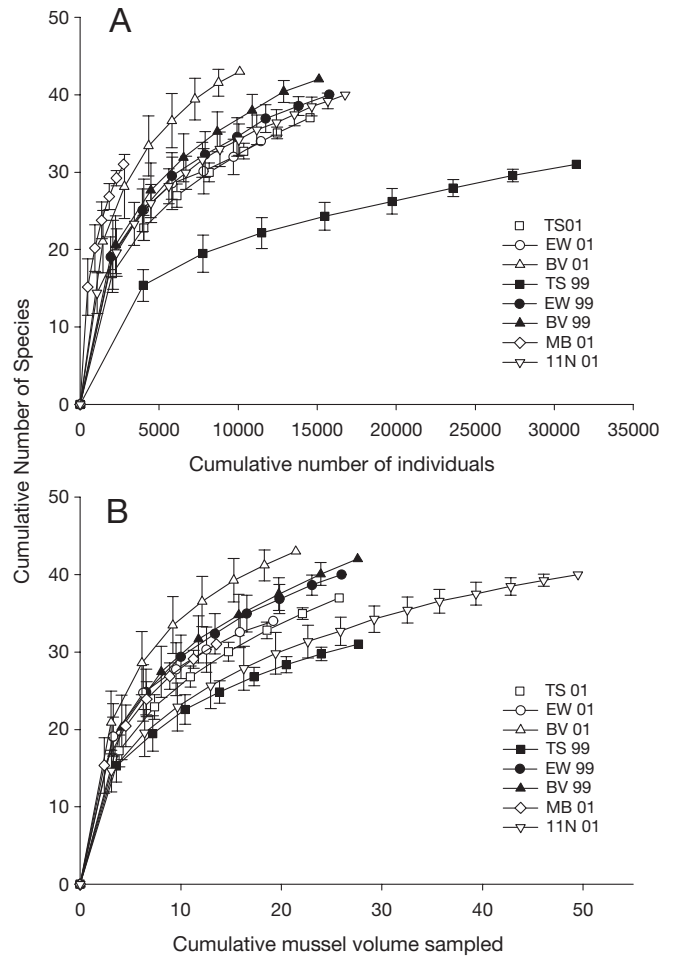 A
50
40
30
20
10
0
0 5000 10000 15000 20000 25000 30000 35000
Cumulative number of individuals
TS01
EW 01
BV 01
TS 99
EW 99
BV 99
MB 01
11N 01
Cumulative Number of Species
B
50
40
30
20
10
0
0 10 20 30 40 50
Cumulative mussel volume sampled
TS 01
EW 01
BV 01
TS 99
EW 99
BV 99
MB 01
11N 01